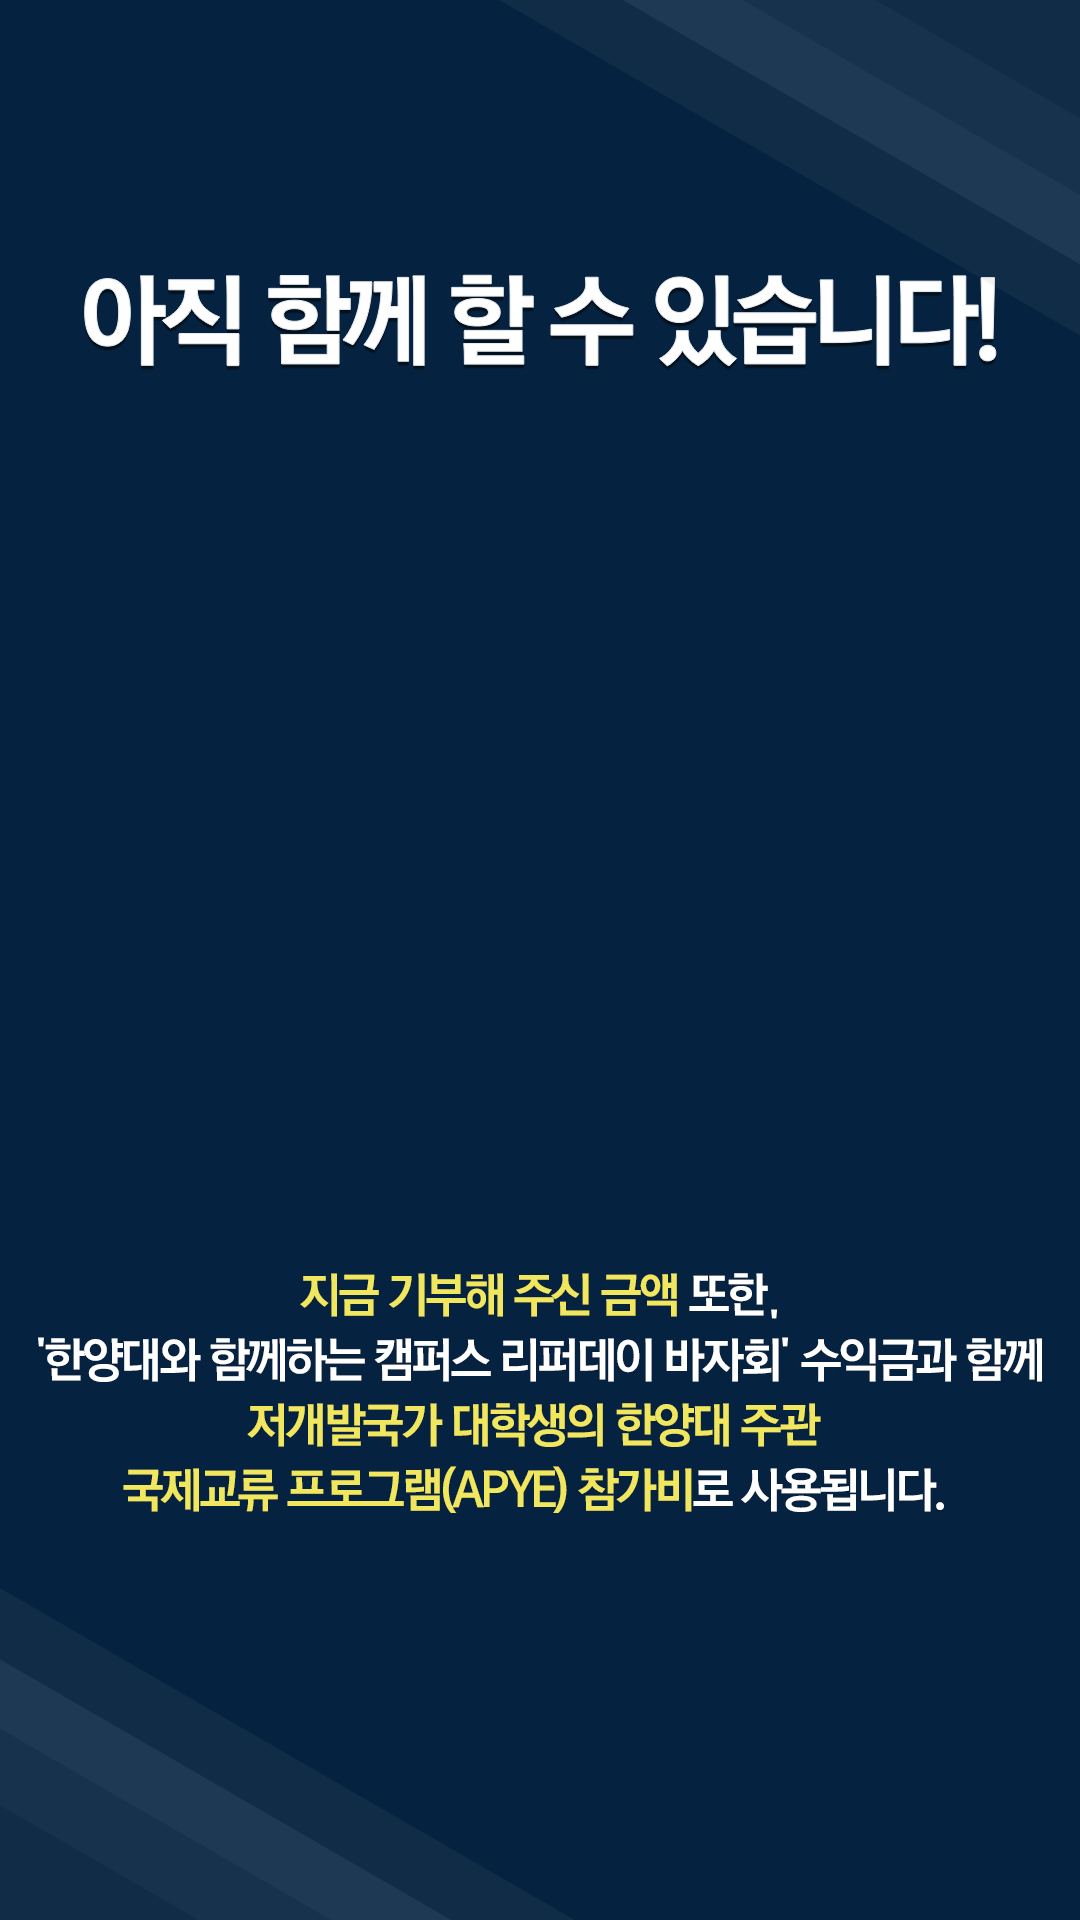 아직 함께 할 수 있습니다!
지금 기부해 주신 금액 또한,
'한양대와 함께하는 캠퍼스 리퍼데이 바자회' 수익금과 함께
저개발국가 대학생의 한양대 주관
국제교류 프로그램(APYE) 참가비로 사용됩니다.